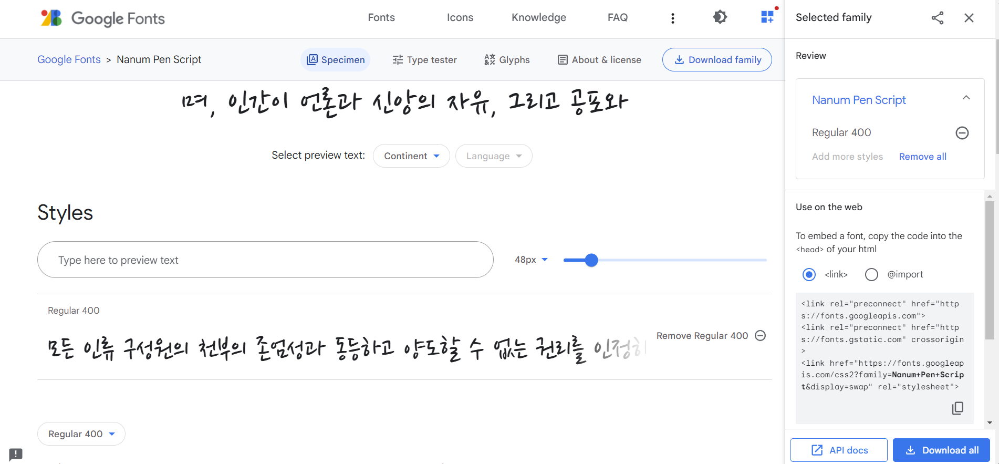 Google Fonts
Fonts
Icons
Knowledge
FAQ
Google Fonts > Nanum Pen Script
Specimen
Type tester
Glyphs
About & license
Download family
며, 인간이 언론과 신앙의 자유, 그리고 공포와
Select preview text:
Continent
Language
Styles
Type here to preview text
48px
Regular 400
모든 인류 구성원의 천부의 존엄성과 동등하고 양도할 수 없는 권리를 인정하
Remove Regular 400
Regular 400
Selected family
Review
Nanum Pen Script
Regular 400
Add more styles
Remove all
Use on the web
To embed a font, copy the code into the
<head> of your html
<link>
@import
<link rel="preconnect" href="http
s://fonts.googleapis.com">
<link rel="preconnect" href="http
s://fonts.gstatic.com" crossorigin
>
<link href="https://fonts.googleap
is.com/css2?family=Nanum+Pen+Scrip
t&display=swap" rel="stylesheet">
API docs
Download all